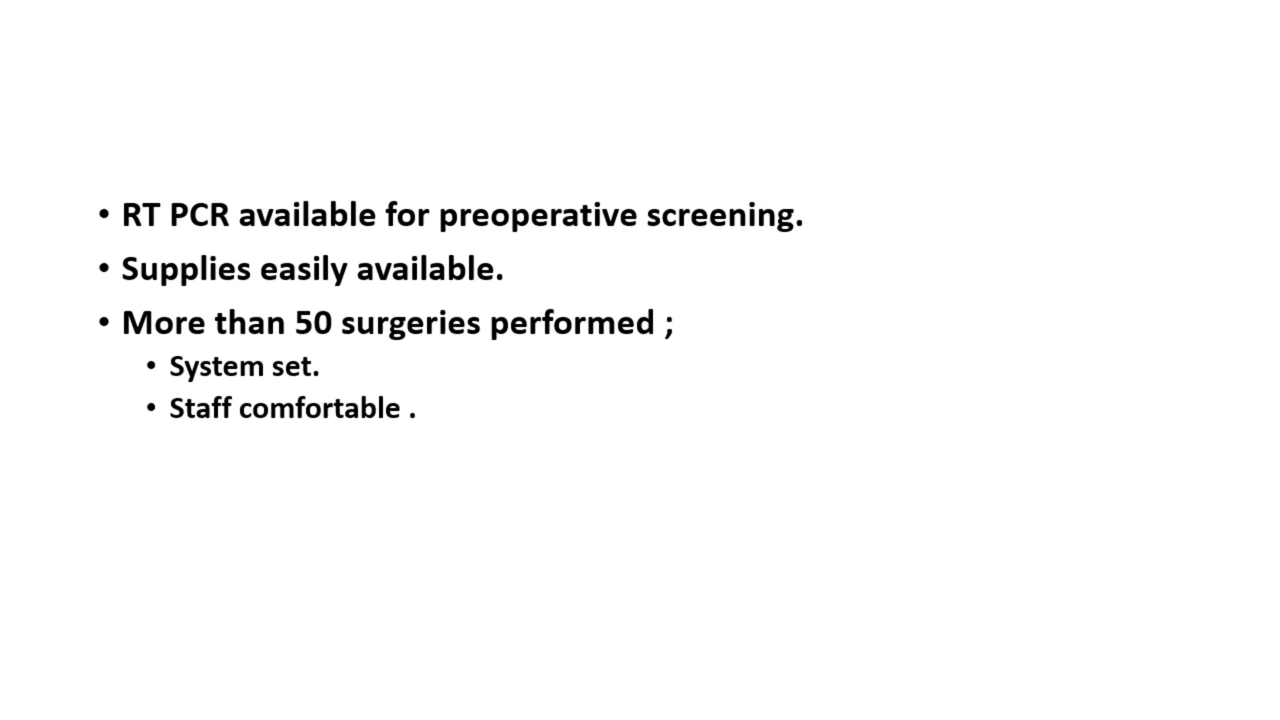 • RT PCR available for preoperative screening.
• Supplies easily available.
• More than 50 surgeries performed ;
• System set.
• Staff comfortable .